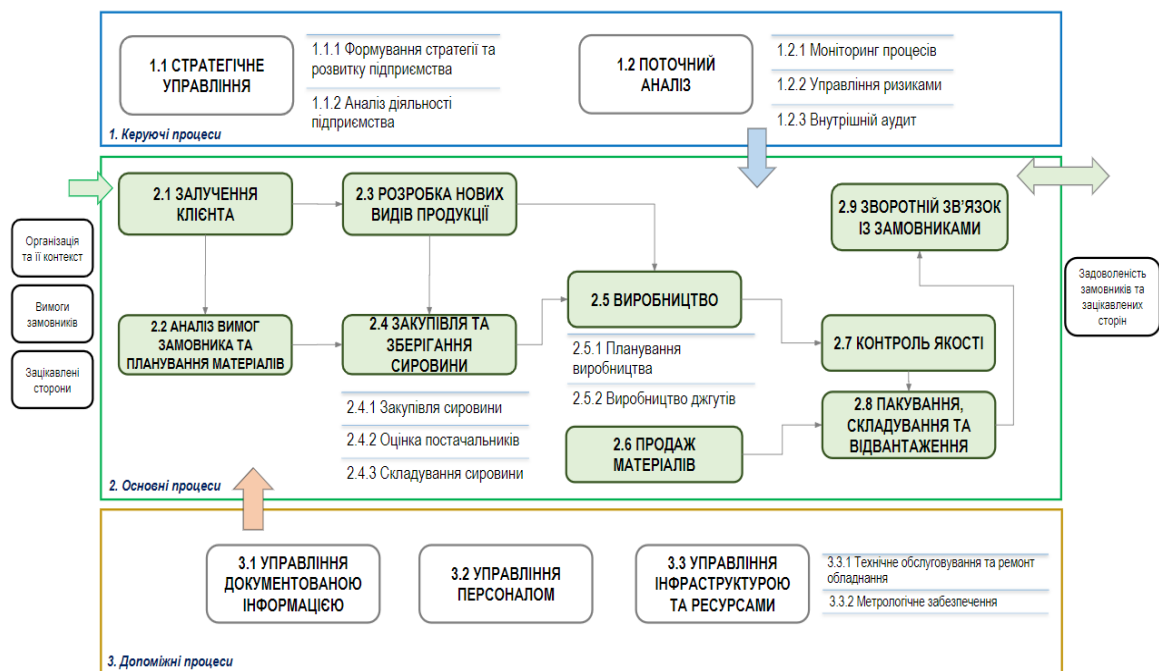 1.1 СТРАТЕГІЧНЕ
УПРАВЛІННЯ
1.1.1 Формування стратегії та
розвитку підприємства
1.1.2 Аналіз діяльності
підприємства
1.2 ПОТОЧНИЙ
АНАЛІЗ
1.2.1 Моніторинг процесів
1.2.2 Управління ризиками
1.2.3 Внутрішній аудит
1. Керуючі процеси
Організація
та її контекст
Вимоги
замовників
Зацікавлені
сторони
2.1 ЗАЛУЧЕННЯ
КЛІЄНТА
2.3 РОЗРОБКА НОВИХ
ВИДІВ ПРОДУКЦІЇ
2.9 ЗВОРОТНІЙ ЗВ'ЯЗОК
ІЗ ЗАМОВНИКАМИ
2.2 АНАЛІЗ ВИМОГ
ЗАМОВНИКА ТА
ПЛАНУВАННЯ МАТЕРІАЛІВ
2.4 ЗАКУПІВЛЯ ТА
ЗБЕРІГАННЯ
СИРОВИНИ
2.4.1 Закупівля сировини
2.4.2 Оцінка постачальників
2.4.3 Складування сировини
2.5 ВИРОБНИЦТВО
2.5.1 Планування
виробництва
2.5.2 Виробництво джгутів
2.6 ПРОДАЖ
МАТЕРІАЛІВ
2.7 КОНТРОЛЬ ЯКОСТІ
2.8 ПАКУВАННЯ,
СКЛАДУВАННЯ ТА
ВІДВАНТАЖЕННЯ
2. Основні процеси
Задоволеність
замовників та
зацікавлених
сторін
3.1 УПРАВЛІННЯ
ДОКУМЕНТОВАНОЮ
ІНФОРМАЦІЄЮ
3.2 УПРАВЛІННЯ
ПЕРСОНАЛОМ
3.3 УПРАВЛІННЯ
ІНФРАСТРУКТУРОЮ
ТА РЕСУРСАМИ
3.3.1 Технічне обслуговування та ремонт
обладнання
3.3.2 Метрологічне забезпечення
3. Допоміжні процеси